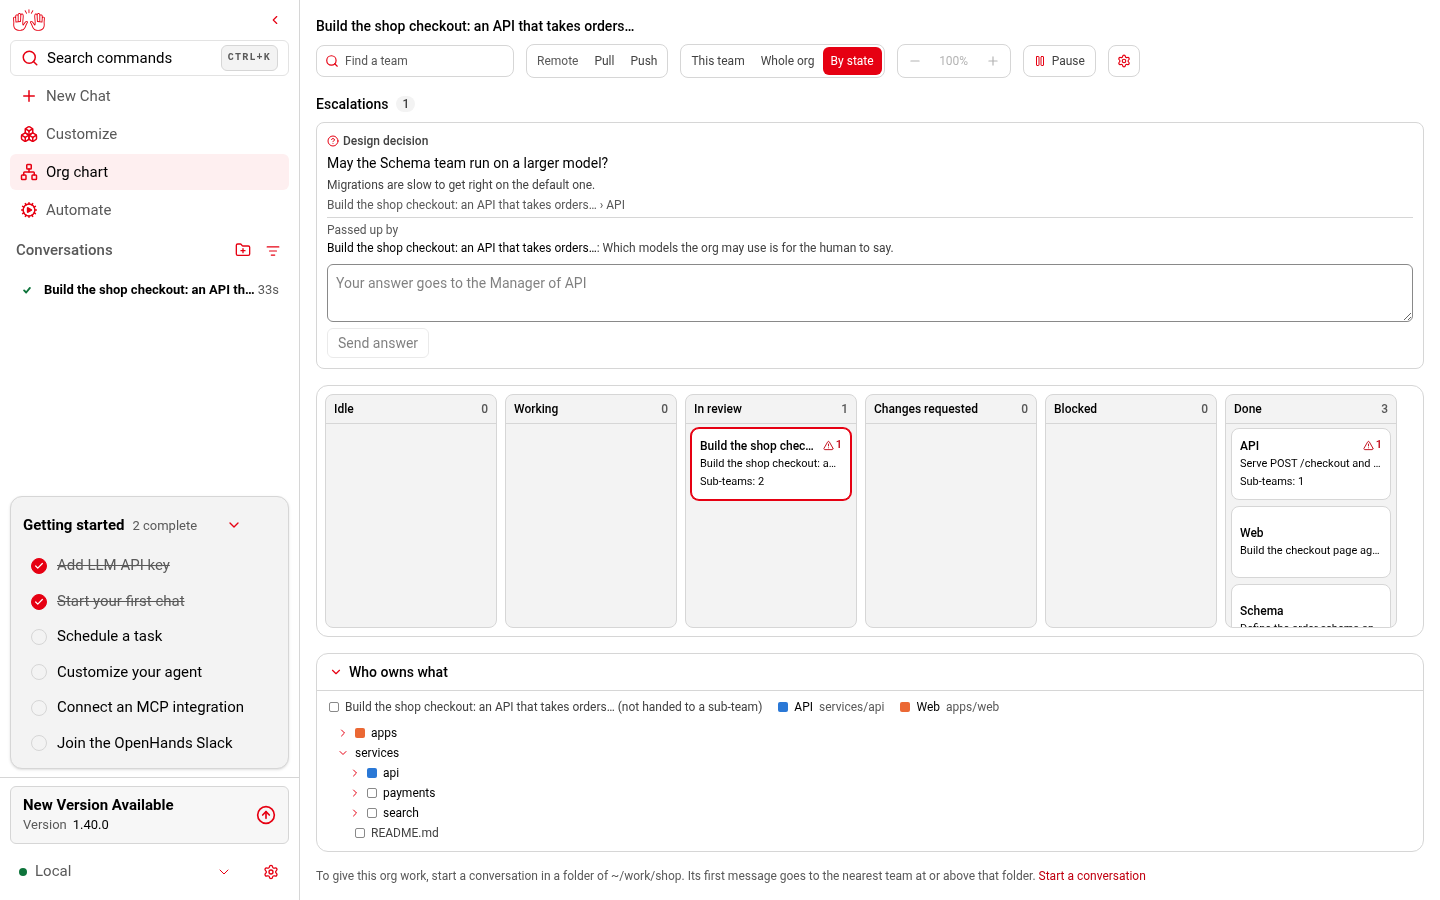 Build the shop checkout: an API that takes orders...
Search commands
CTRL+K
New Chat
Customize
Org chart
Automate
Conversations
Build the shop checkout: an API th... 33s
Getting started 2 complete
Add LLM API key
Start your first chat
Schedule a task
Customize your agent
Connect an MCP integration
Join the OpenHands Slack
New Version Available
Version 1.40.0
Local
Find a team
Remote Pull Push
This team Whole org By state
100%
Pause
Escalations 1
Design decision
May the Schema team run on a larger model?
Migrations are slow to get right on the default one.
Build the shop checkout: an API that takes orders... › API
Passed up by
Build the shop checkout: an API that takes orders...: Which models the org may use is for the human to say.
Your answer goes to the Manager of API
Send answer
Idle 0
Working 0
In review 1
Build the shop chec... 1
Build the shop checkout: a...
Sub-teams: 2
Changes requested 0
Blocked 0
Done 3
API 1
Serve POST /checkout and ...
Sub-teams: 1
Web
Build the checkout page ag...
Schema
Define the order schema an...
Who owns what
Build the shop checkout: an API that takes orders... (not handed to a sub-team) API services/api Web apps/web
apps
services
api
payments
search
README.md
To give this org work, start a conversation in a folder of ~/work/shop. Its first message goes to the nearest team at or above that folder. Start a conversation